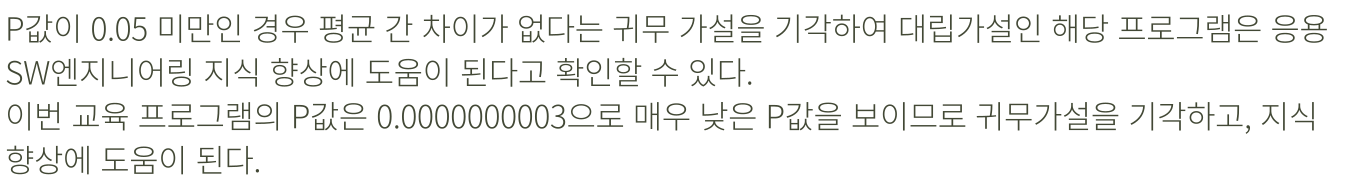 P값이 0.05 미만인 경우 평균 간 차이가 없다는 귀무 가설을 기각하여 대립가설인 해당 프로그램은 응용
SW엔지니어링 지식 향상에 도움이 된다고 확인할 수 있다.
이번 교육 프로그램의 P값은 0.0000000003으로 매우 낮은 P값을 보이므로 귀무가설을 기각하고, 지식
향상에 도움이 된다.